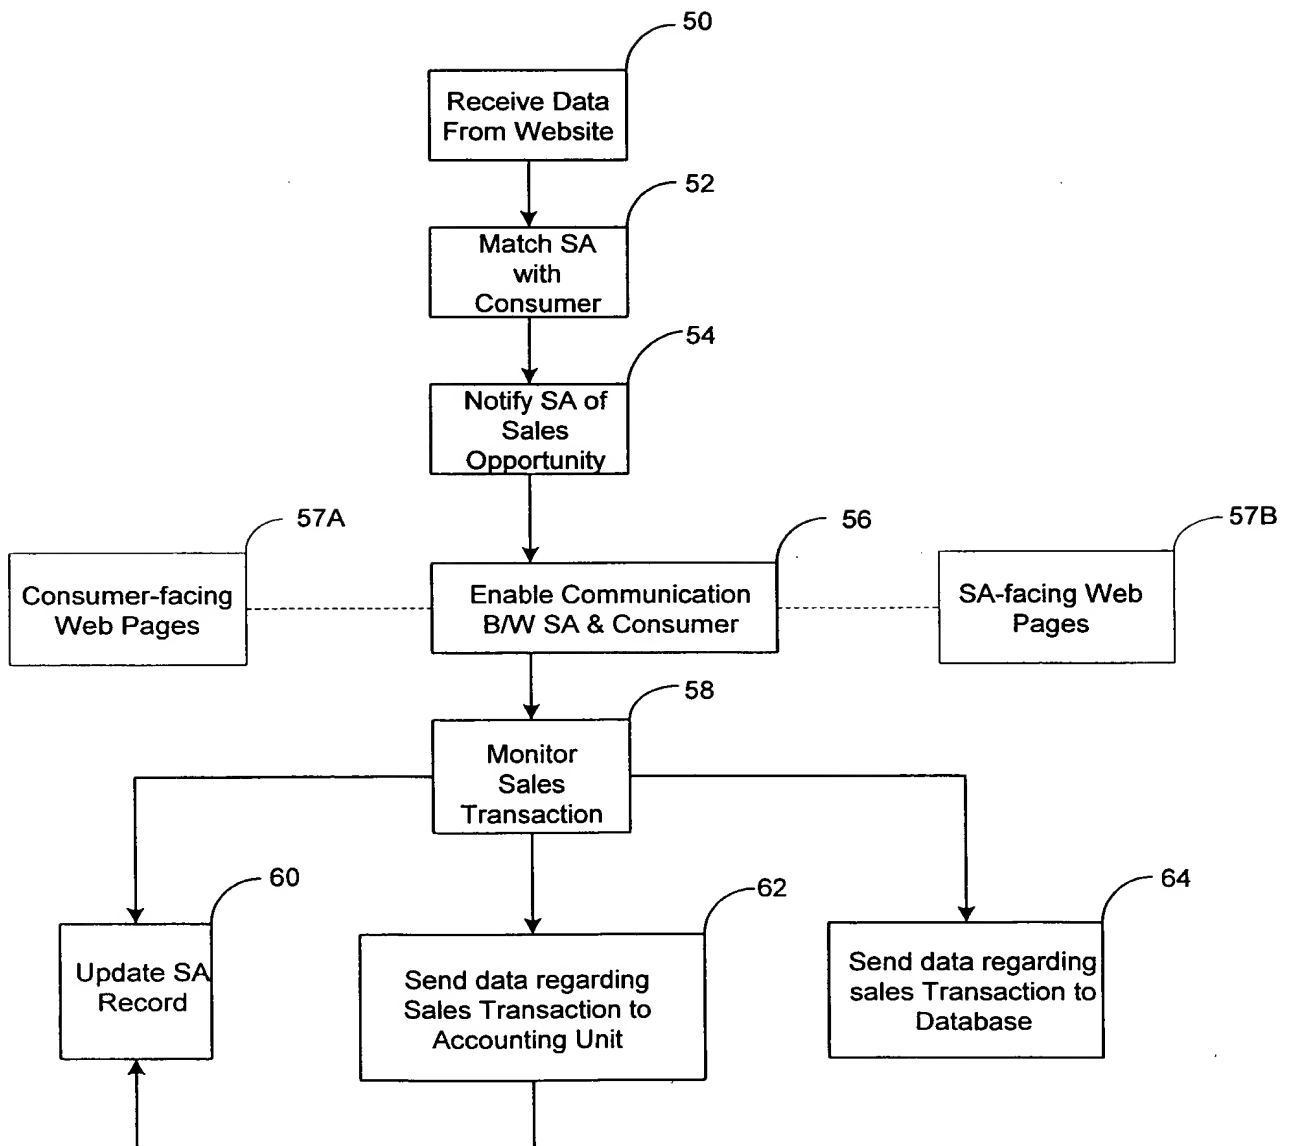 50
Receive Data
From Website
52
Match SA
with
Consumer
54
Notify SA of
Sales
Opportunity
57A
56
57B
Consumer-facing
Web Pages
Enable Communication
B/W SA & Consumer
SA-facing Web
Pages
58
Monitor
Sales
Transaction
60
62
64
Update SA
Record
Send data regarding
Sales Transaction to
Accounting Unit
Send data regarding
sales Transaction to
Database